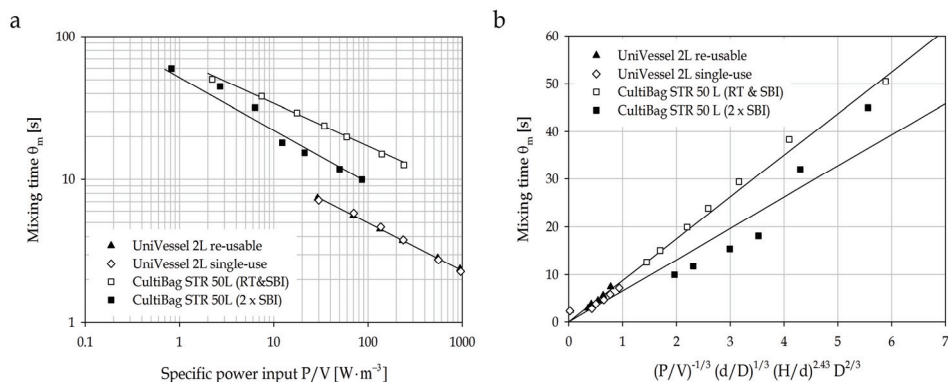 a
100
10
1
Mixing time θm [s]
▲ UniVessel 2L re-usable
◇ UniVessel 2L single-use
□ CultiBag STR 50L (RT&SBI)
■ CultiBag STR 50L (2 x SBI)
0.1 1 10 100 1000
Specific power input P/V [W·m⁻³]
b
60
50
40
30
20
10
0
Mixing time θm [s]
▲ UniVessel 2L re-usable
◇ UniVessel 2L single-use
□ CultiBag STR 50 L (RT & SBI)
■ CultiBag STR 50 L (2 x SBI)
0 1 2 3 4 5 6 7
(P/V)^-1/3 (d/D)^1/3 (H/d)^2.43 D^2/3